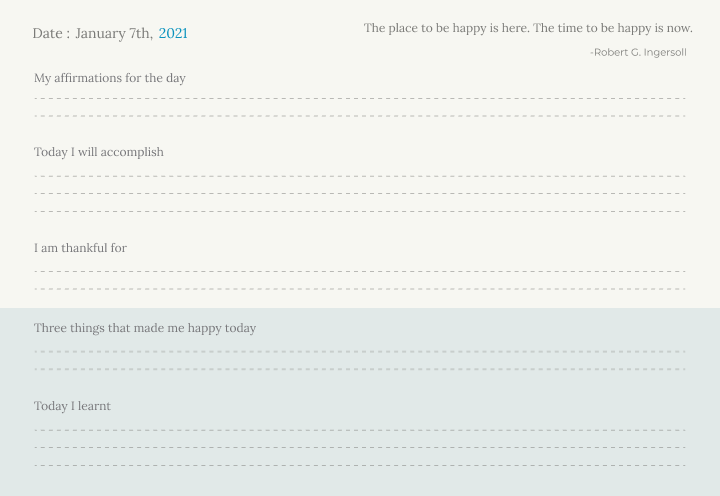 Date : January 7th, 2021
The place to be happy is here. The time to be happy is now.
-Robert G. Ingersoll
My affirmations for the day
Today I will accomplish
I am thankful for
Three things that made me happy today
Today I learnt